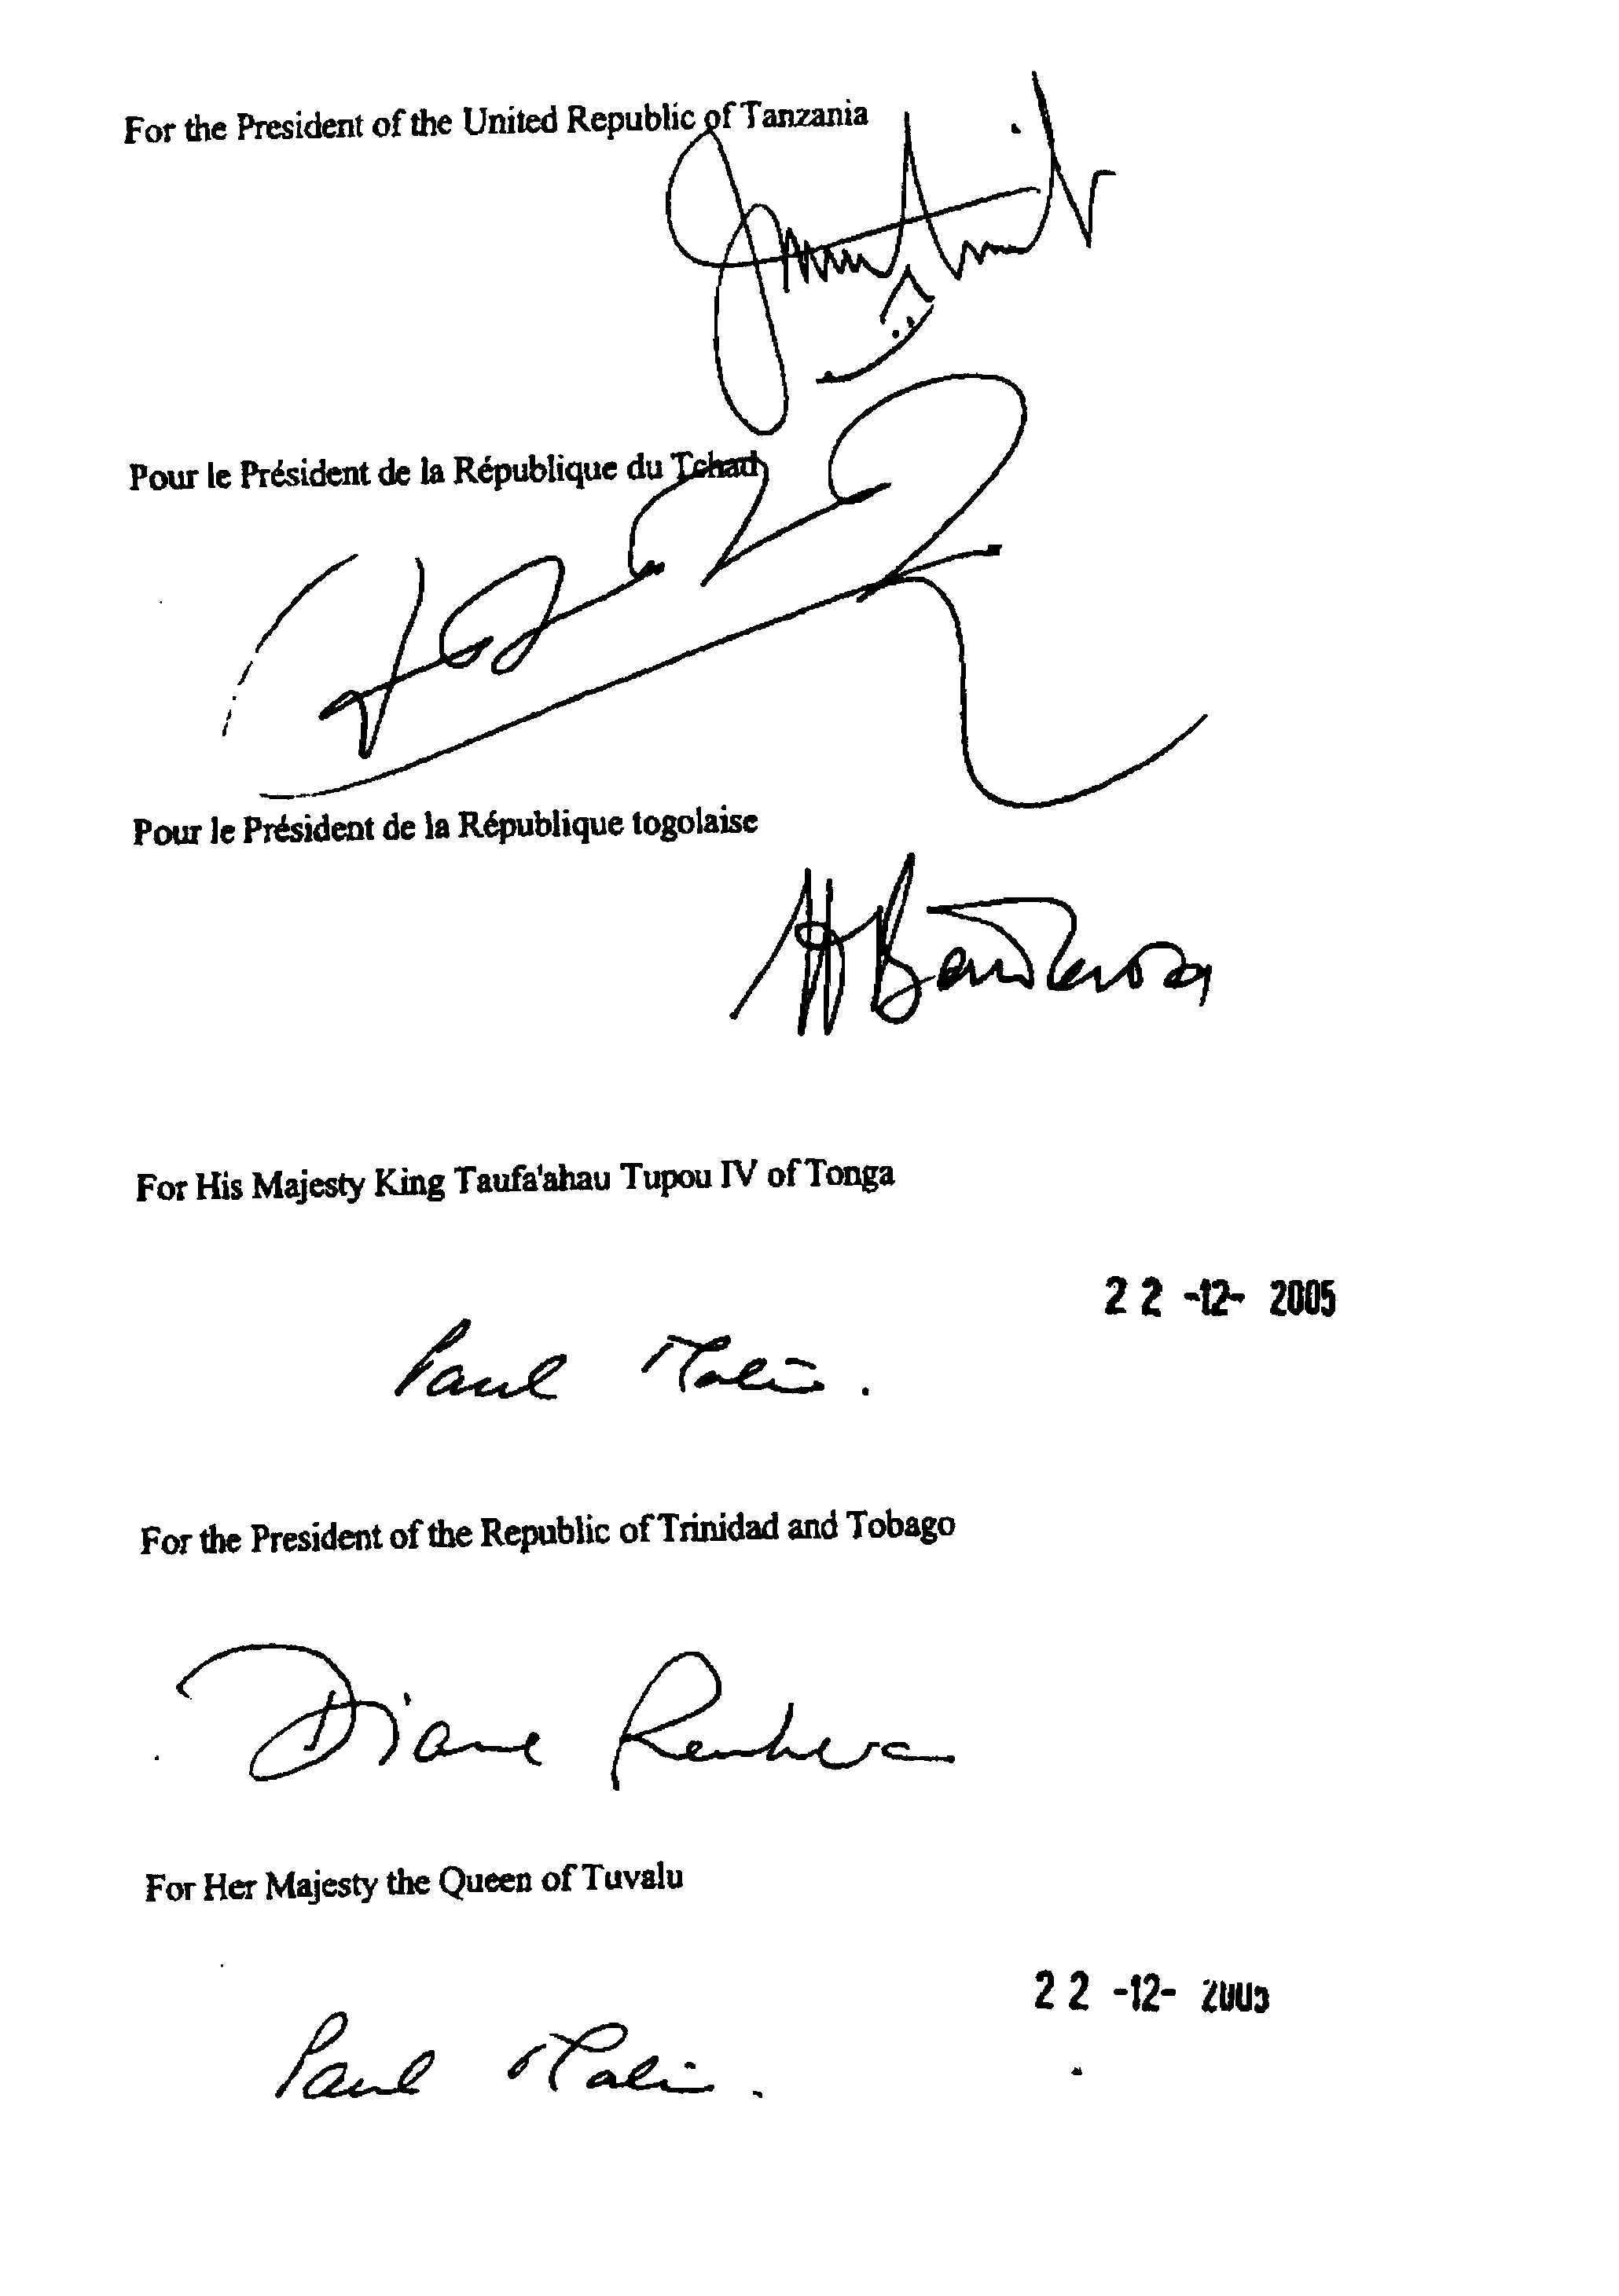 For the President of the United Republic of Tanzania
Pour le Président de la République du Tchad
Pour le Président de la République togolaise
For His Majesty King Taufa'ahau Tupou IV of Tonga
22 -12- 2005
Paul
For the President of the Republic of Trinidad and Tobago
Diane
For Her Majesty the Queen of Tuvalu
22 -12- 2005
Paul